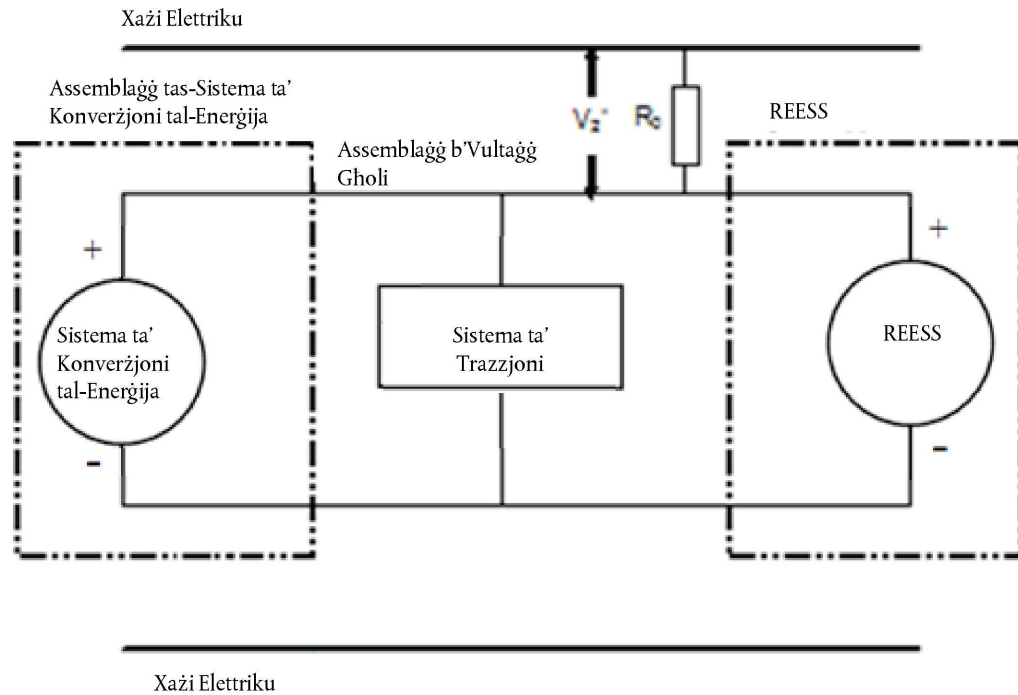 Xażi Elettriku
Assemblaġġ tas-Sistema ta’
Konverżjoni tal-Enerġija
V₂’
R₀
REESS
Assemblaġġ b’Vultaġġ
Għoli
+
+
Sistema ta’
Konverżjoni
tal-Enerġija
Sistema ta’
Trazzjoni
REESS
-
-
Xażi Elettriku